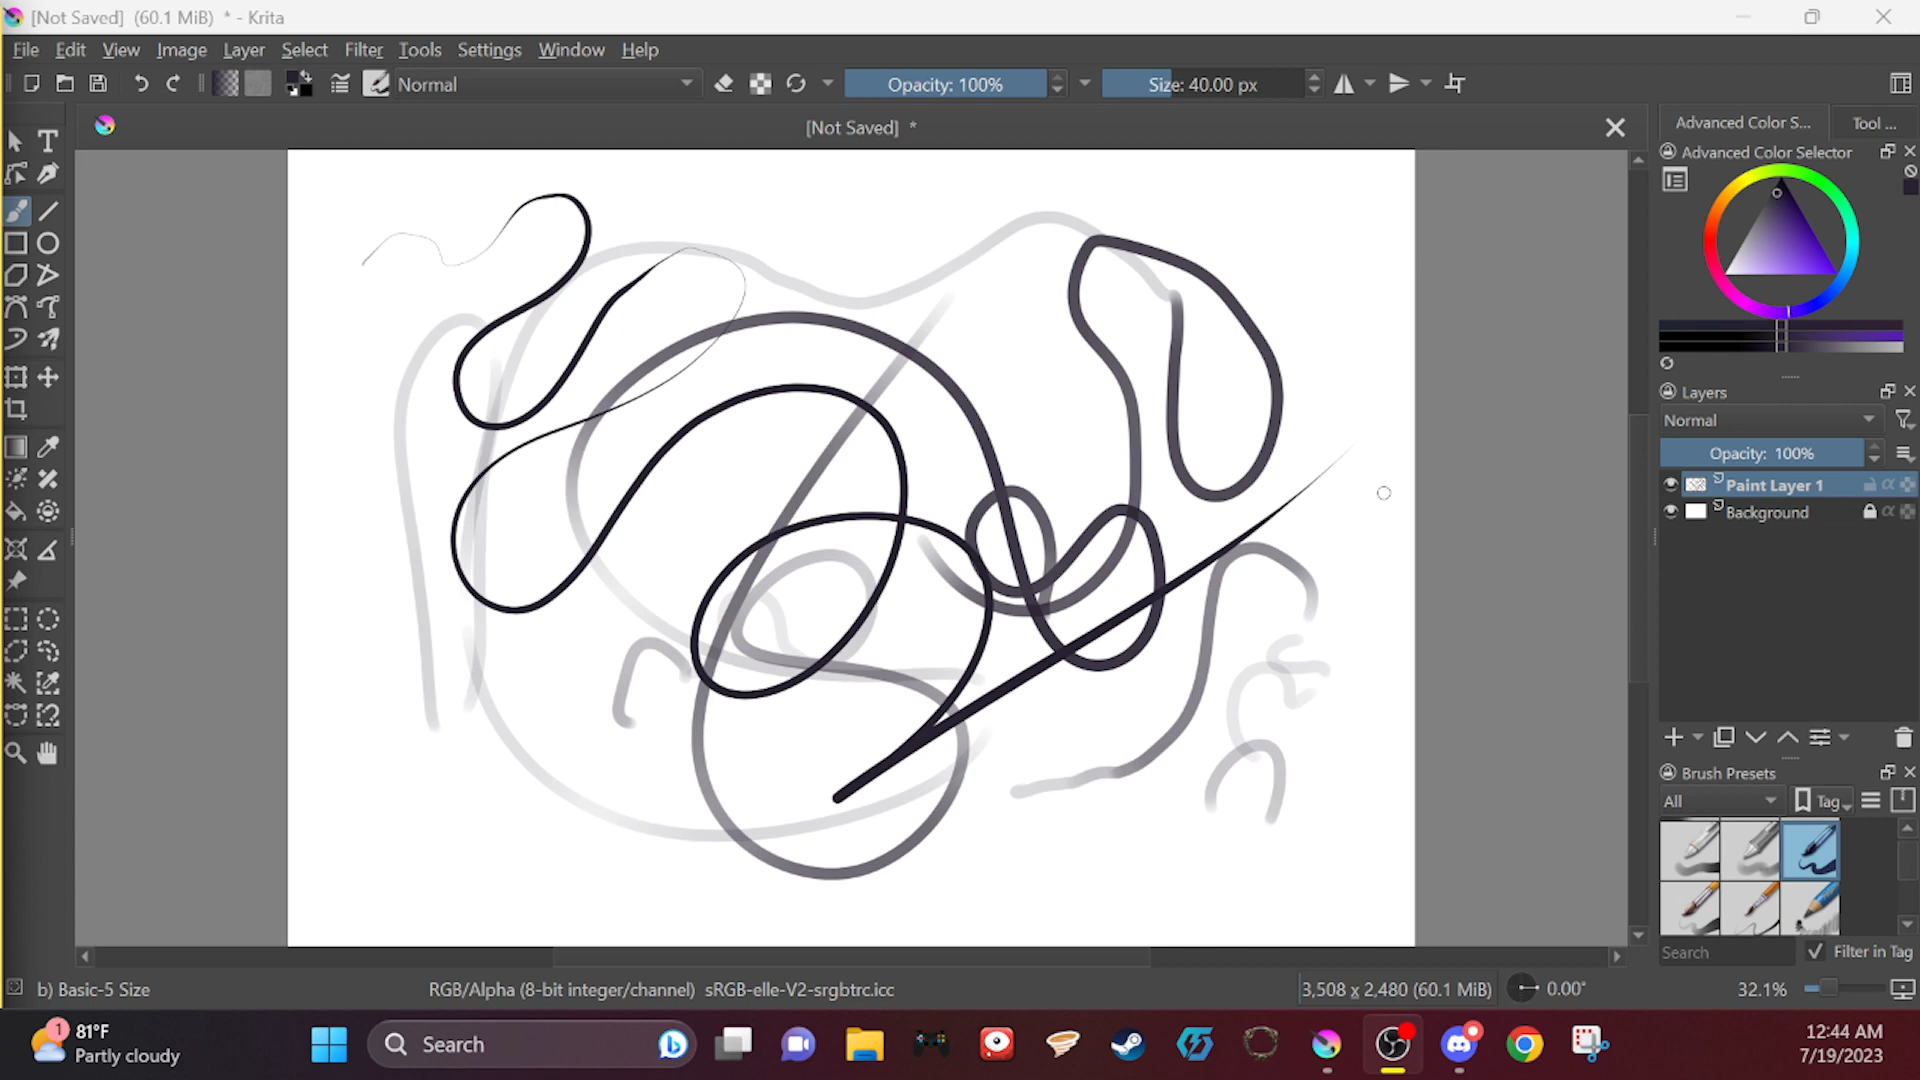 [Not Saved] (60.1 MiB) * - Krita
File Edit View Image Layer Select Filter Tools Settings Window Help
Normal
Opacity: 100%
Size: 40.00 px
[Not Saved] *
Advanced Color S...
Tool ...
Advanced Color Selector
Layers
Normal
Opacity: 100%
Paint Layer 1
Background
Brush Presets
All
Tag
Search
Filter in Tag
b) Basic-5 Size
RGB/Alpha (8-bit integer/channel) sRGB-elle-V2-srgbtrc.icc
3,508 x 2,480 (60.1 MiB)
0.00°
32.1%
1
81°F
Partly cloudy
Search
12:44 AM
7/19/2023